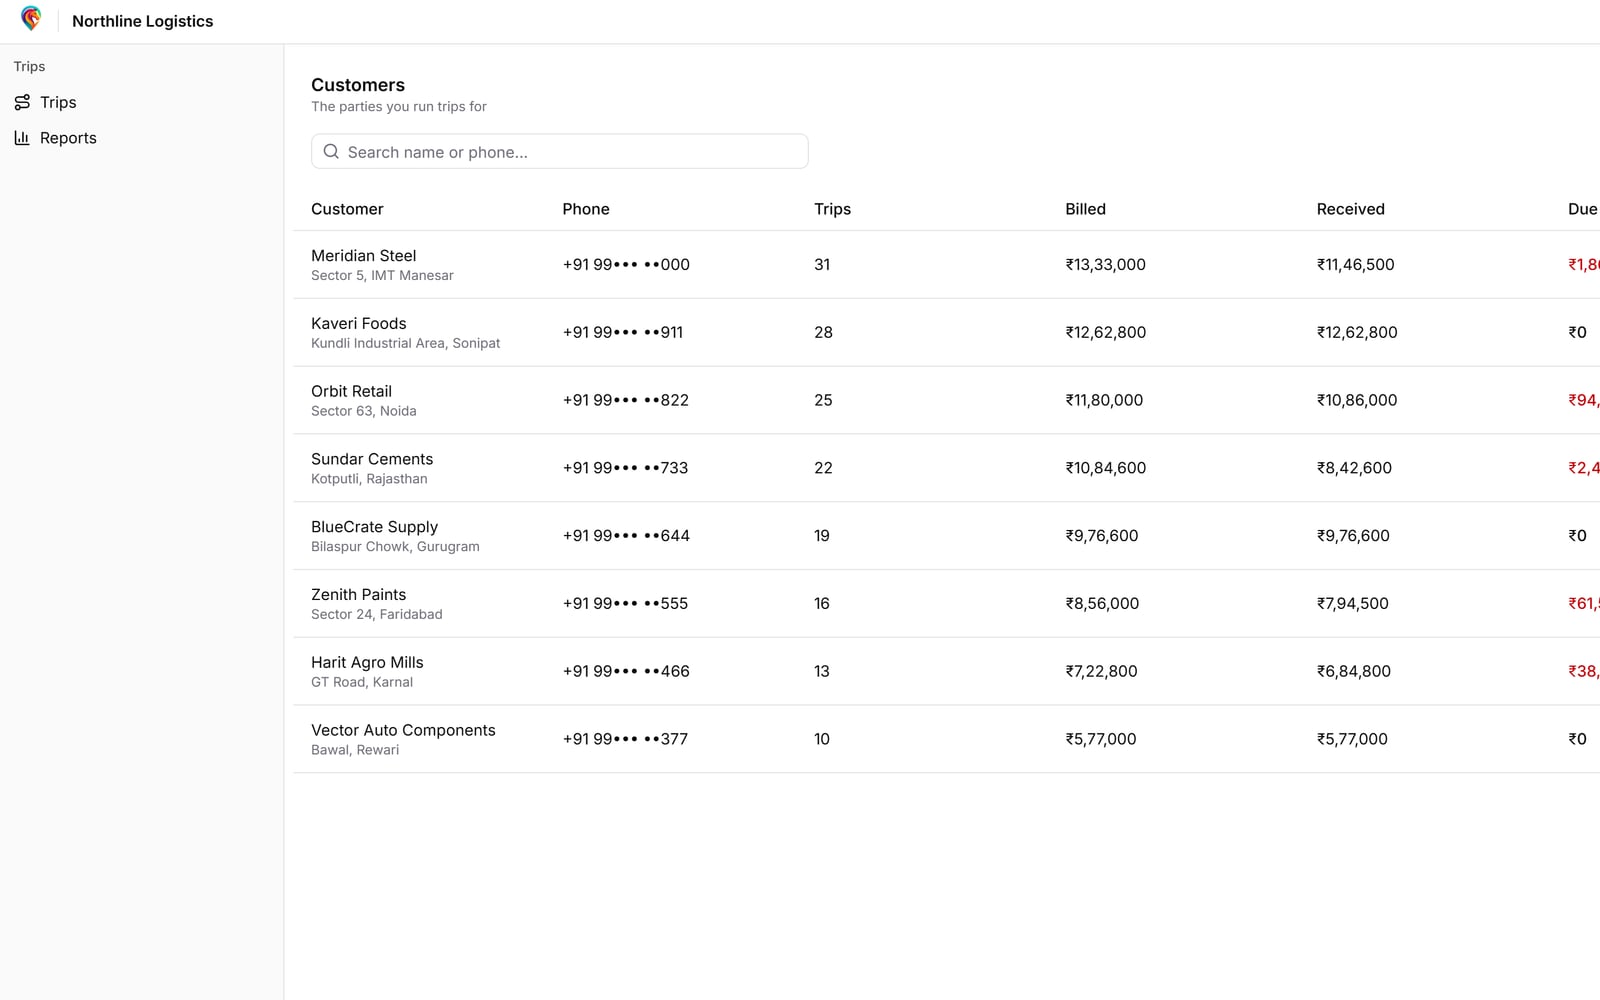 Northline Logistics
Trips
Trips
Reports
Customers
The parties you run trips for
Search name or phone...
Customer Phone Trips Billed Received Due
Meridian Steel
Sector 5, IMT Manesar
+91 99••• ••000 31 ₹13,33,000 ₹11,46,500
Kaveri Foods
Kundli Industrial Area, Sonipat
+91 99••• ••911 28 ₹12,62,800 ₹12,62,800 ₹0
Orbit Retail
Sector 63, Noida
+91 99••• ••822 25 ₹11,80,000 ₹10,86,000 ₹94,
Sundar Cements
Kotputli, Rajasthan
+91 99••• ••733 22 ₹10,84,600 ₹8,42,600 ₹2,4
BlueCrate Supply
Bilaspur Chowk, Gurugram
+91 99••• ••644 19 ₹9,76,600 ₹9,76,600 ₹0
Zenith Paints
Sector 24, Faridabad
+91 99••• ••555 16 ₹8,56,000 ₹7,94,500
Harit Agro Mills
GT Road, Karnal
+91 99••• ••466 13 ₹7,22,800 ₹6,84,800 ₹38,
Vector Auto Components
Bawal, Rewari
+91 99••• ••377 10 ₹5,77,000 ₹5,77,000 ₹0